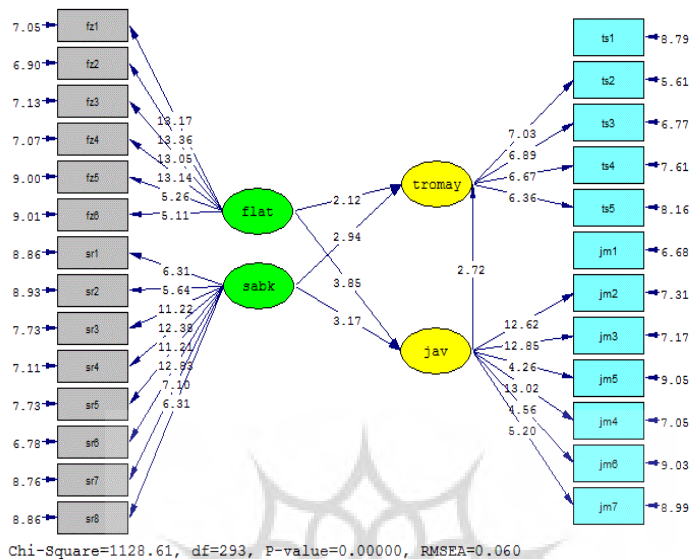 7.05 fz1
6.90 fz2
7.13 fz3
7.07 fz4
9.00 fz5
9.01 fz6
8.86 sr1
8.93 sr2
7.73 sr3
7.11 sr4
7.73 sr5
6.78 sr6
8.76 sr7
8.86 sr8
13.17
13.36
13.05
13.14
5.26
5.11
6.31
5.64
11.22
12.38
11.21
12.83
7.10
6.31
flat
sabk
2.12
2.94
3.85
3.17
tromay
2.72
jav
7.03
6.89
6.67
6.36
12.62
12.85
4.26
13.02
4.56
5.20
ts1 8.79
ts2 5.61
ts3 6.77
ts4 7.61
ts5 8.16
jm1 6.68
jm2 7.31
jm3 7.17
jm5 9.05
jm4 7.05
jm6 9.03
jm7 8.99
Chi-Square=1128.61, df=293, P-value=0.00000, RMSEA=0.060